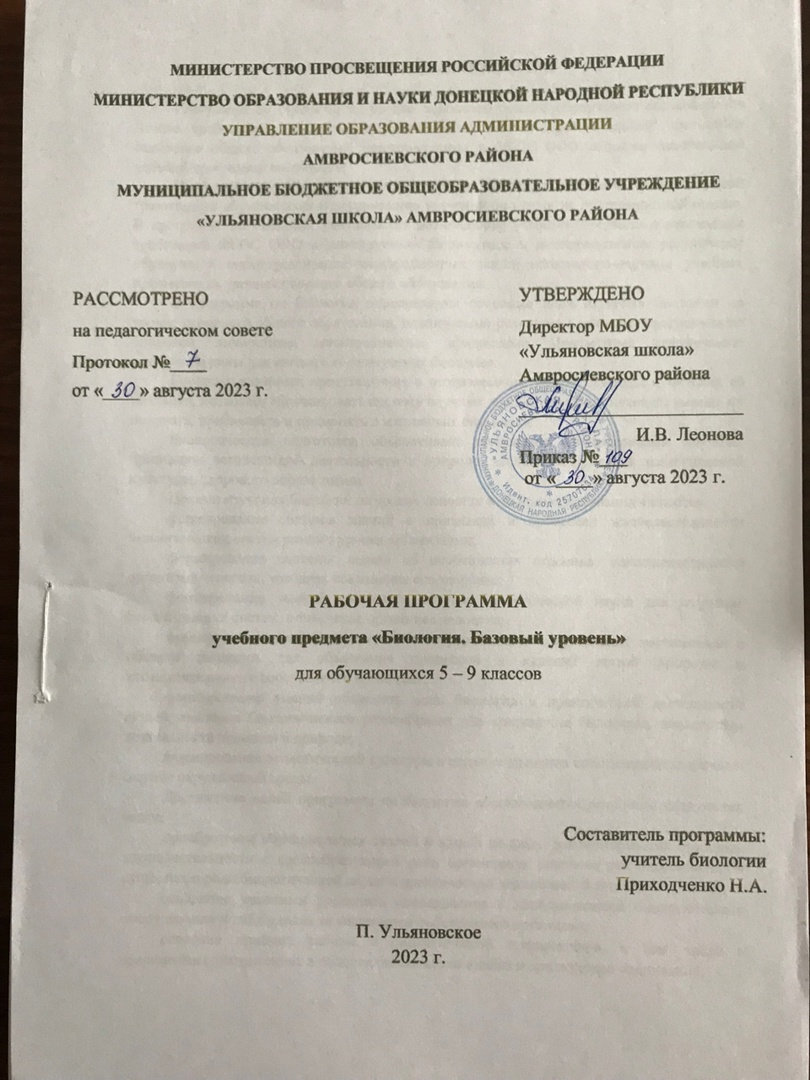 МИНИСТЕРСТВО ПРОСВЕЩЕНИЯ РОССИЙСКОЙ ФЕДЕРАЦИИ
МИНИСТЕРСТВО ОБРАЗОВАНИЯ И НАУКИ ДОНЕЦКОЙ НАРОДНОЙ РЕСПУБЛИКИ
УПРАВЛЕНИЕ ОБРАЗОВАНИЯ АДМИНИСТРАЦИИ
АМВРОСИЕВСКОГО РАЙОНА
МУНИЦИПАЛЬНОЕ БЮДЖЕТНОЕ ОБЩЕОБРАЗОВАТЕЛЬНОЕ УЧРЕЖДЕНИЕ
«УЛЬЯНОВСКАЯ ШКОЛА» АМВРОСИЕВСКОГО РАЙОНА
РАССМОТРЕНО
на педагогическом совете
Протокол № 7
от « 30 » августа 2023 г.
УТВЕРЖДЕНО
Директор МБОУ
«Ульяновская школа»
Амвросиевского района
И.В. Леонова
Приказ № 199
от « 30 » августа 2023 г.
РАБОЧАЯ ПРОГРАММА
учебного предмета «Биология. Базовый уровень»
для обучающихся 5 – 9 классов
Составитель программы:
учитель биологии
Приходченко Н.А.
П. Ульяновское
2023 г.